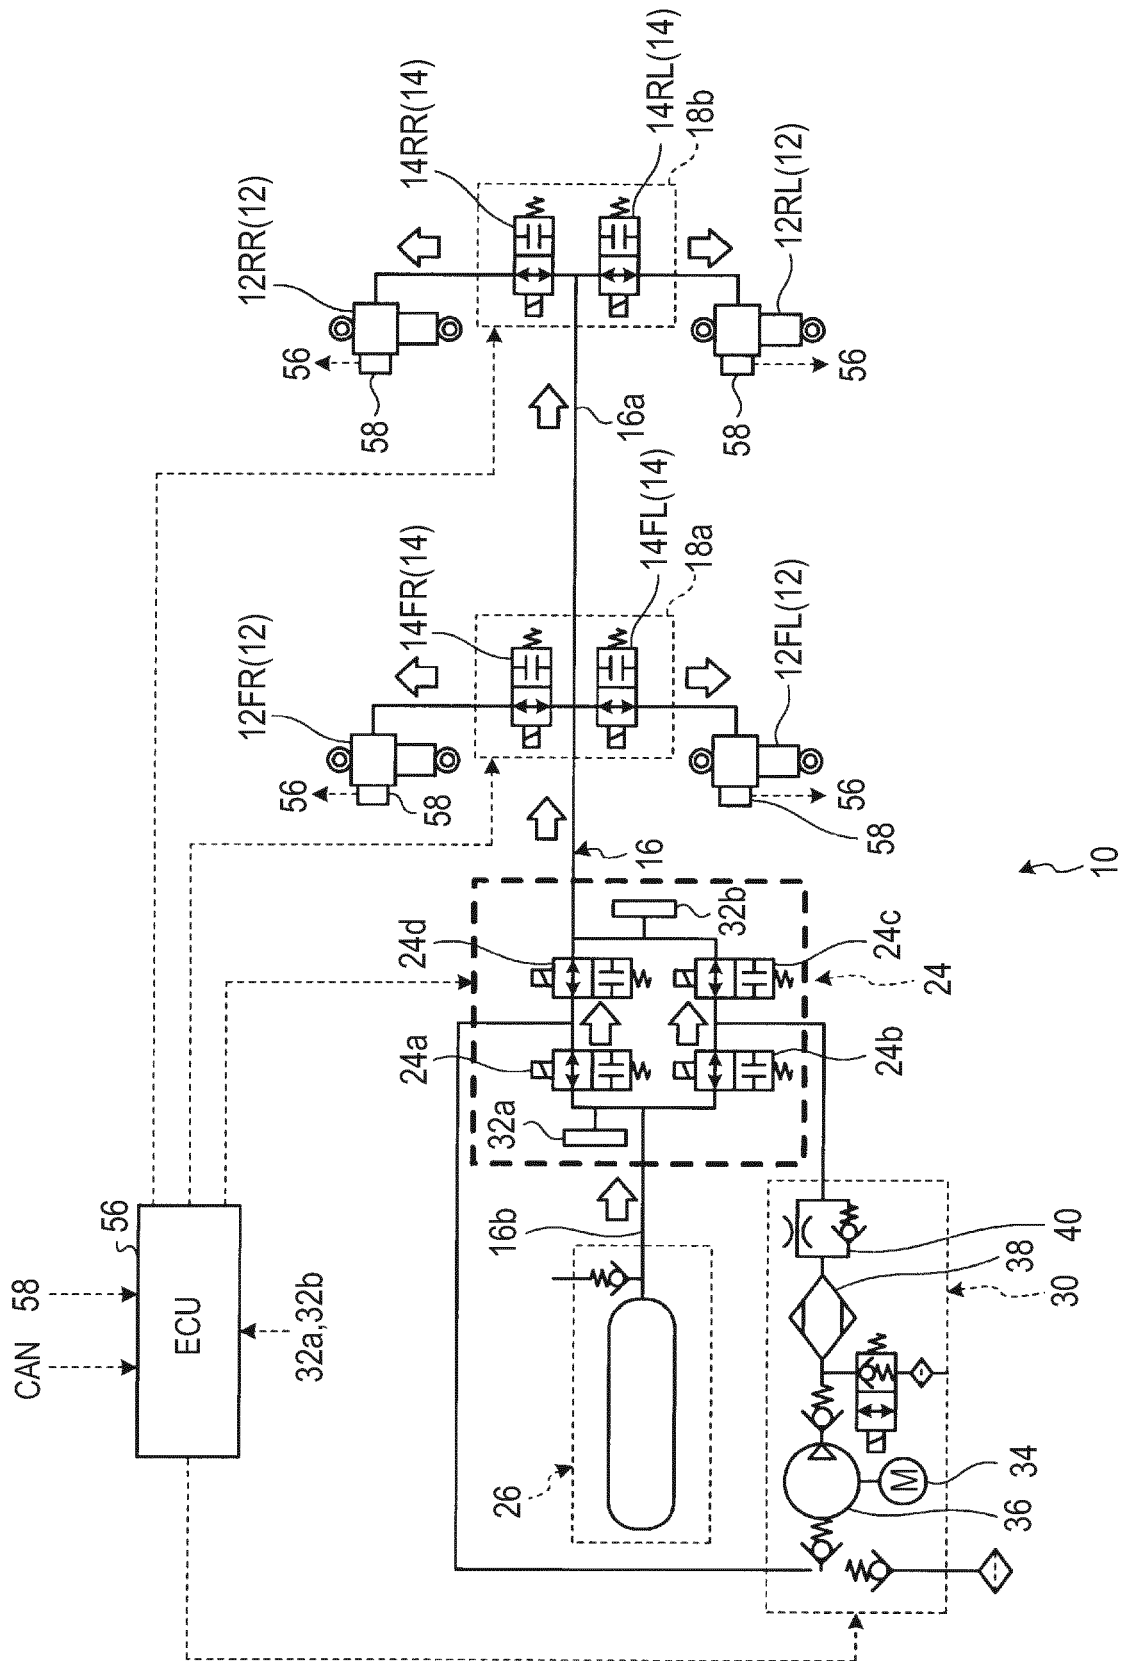 CAN
58
56
ECU
32a,32b
12RR(12)
14RR(14)
14RL(14)
18b
12RL(12)
56
58
56
58
16a
12FR(12)
14FR(14)
14FL(14)
18a
12FL(12)
56
58
56
58
16
10
24d
32b
24c
24
24a
24b
32a
16b
26
40
38
30
M
34
36